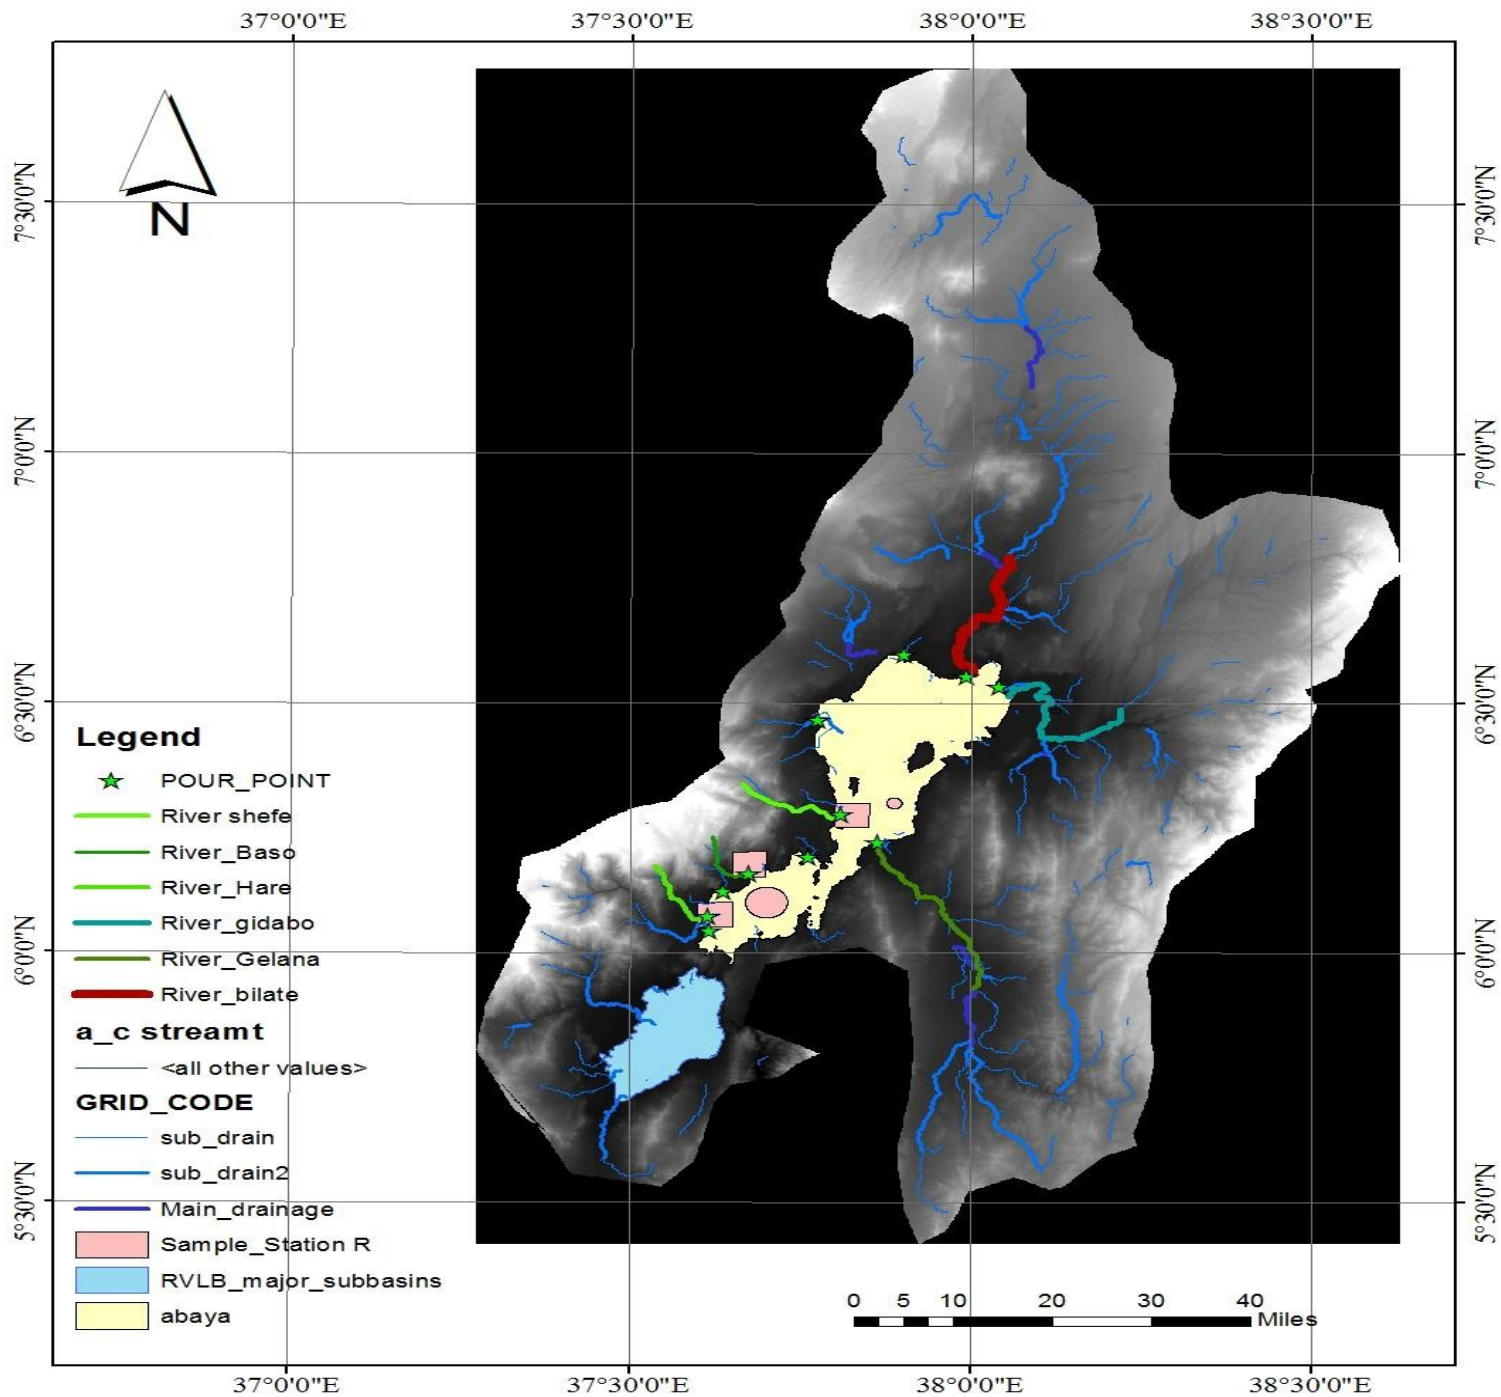 37°0'0"E 37°30'0"E 38°0'0"E 38°30'0"E
N
7°30'0"N 7°30'0"N
7°0'0"N 7°0'0"N
6°30'0"N 6°30'0"N
Legend
POUR_POINT
River shefe
River_Baso
River_Hare
River_gidabo
River_Gelana
River_bilate
a_c streamt
<all other values>
GRID_CODE
sub_drain
sub_drain2
Main_drainage
Sample_Station R
RVLB_major_subbasins
abaya
6°0'0"N 6°0'0"N
5°30'0"N 5°30'0"N
0 5 10 20 30 40
Miles
37°0'0"E 37°30'0"E 38°0'0"E 38°30'0"E